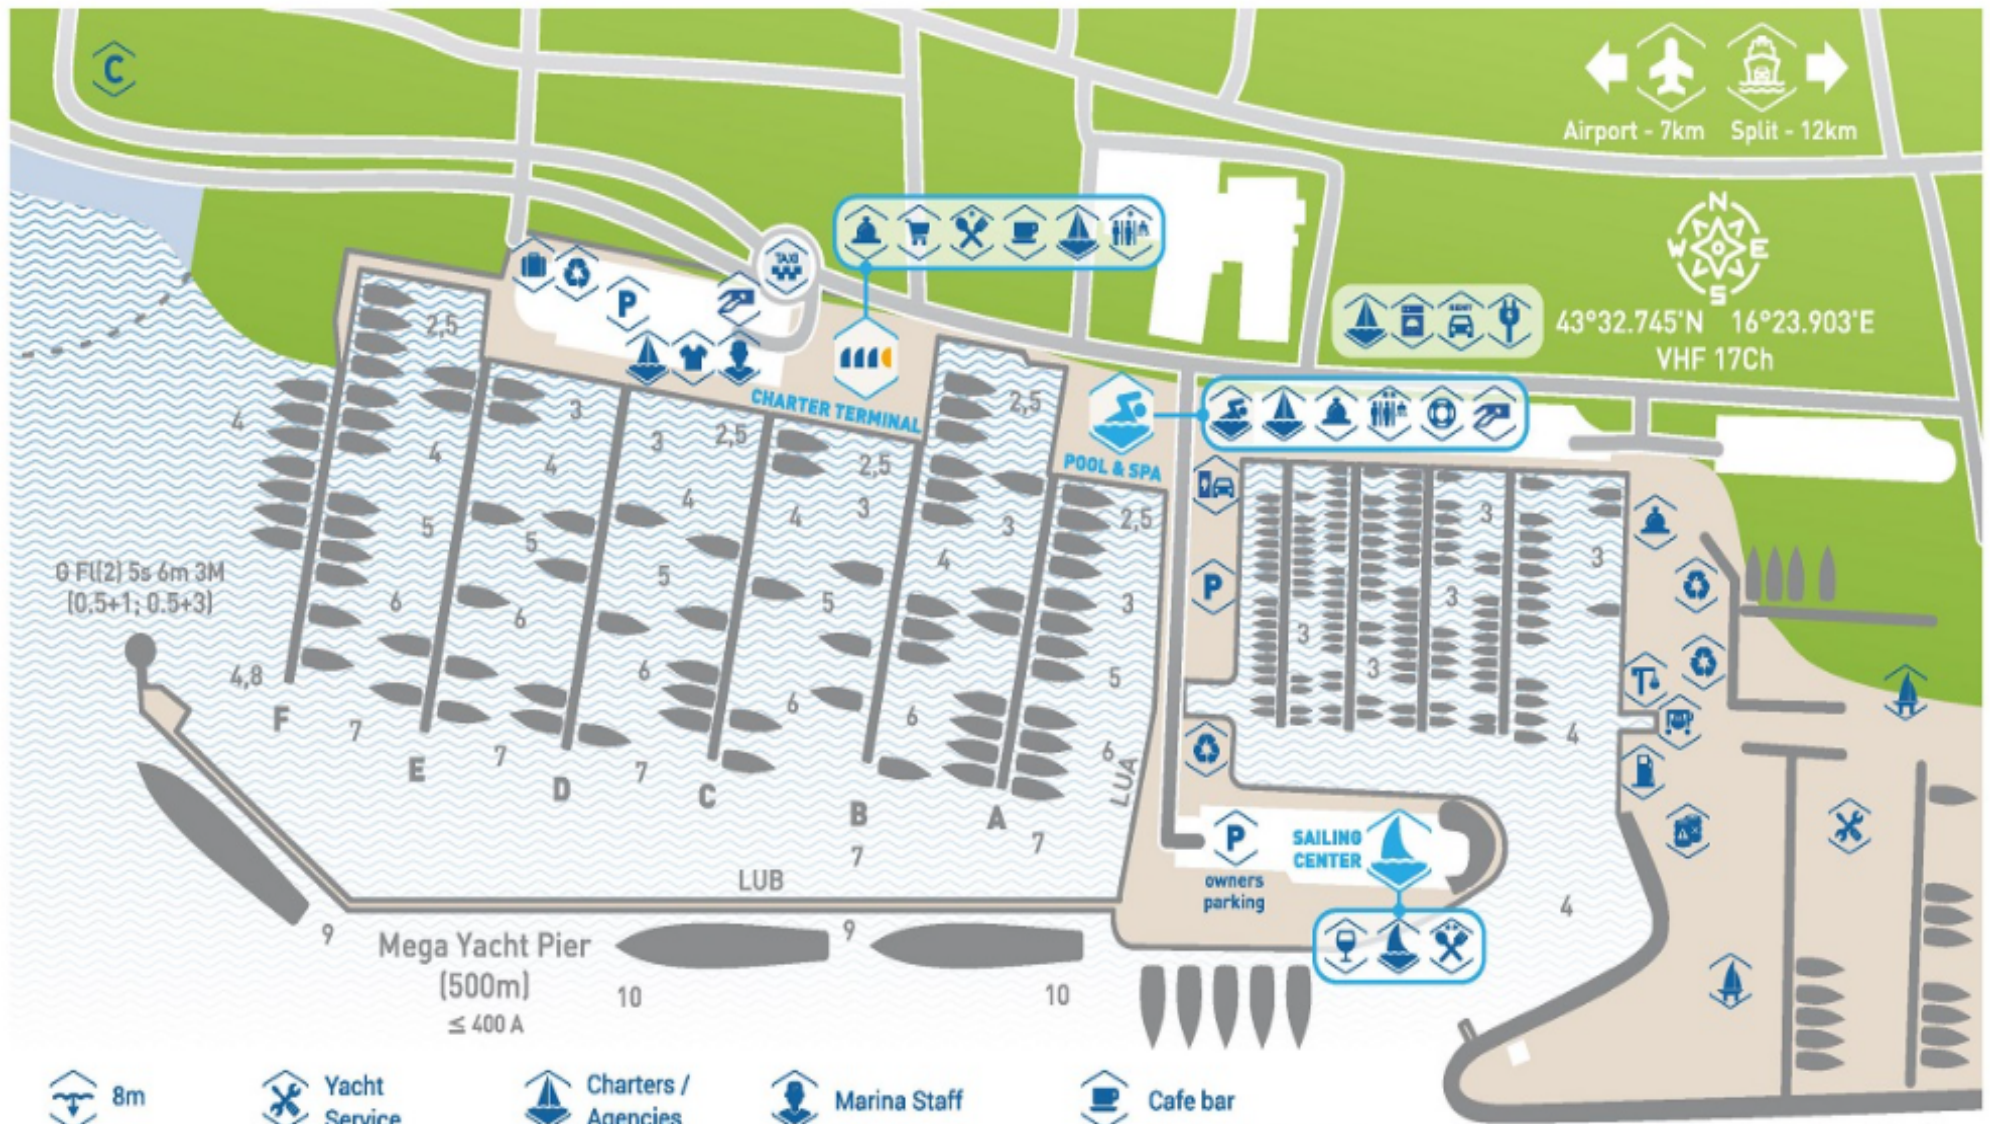 C
Airport - 7km Split - 12km
N
W E
S
TAXI
P
RENT
43°32.745'N 16°23.903'E
VHF 17Ch
CHARTER TERMINAL
POOL & SPA
2,5
4
3
2,5
3
2,5
2,5
4
4
4
3
4
3
2,5
3
3
5
5
5
4
3
P
Θ Fl(2) 5s 6m 3M
(0.5+1; 0.5+3)
6
6
5
3
3
3
4,8
6
6
6
5
4
F
7
7
7
6
LUA
E
D
C
B
A
7
7
P
SAILING
CENTER
owners
parking
LUB
4
9
Mega Yacht Pier
(500m)
≤ 400 A
9
10
10
8m
Yacht
Service
Charters /
Agencies
Marina Staff
Cafe bar